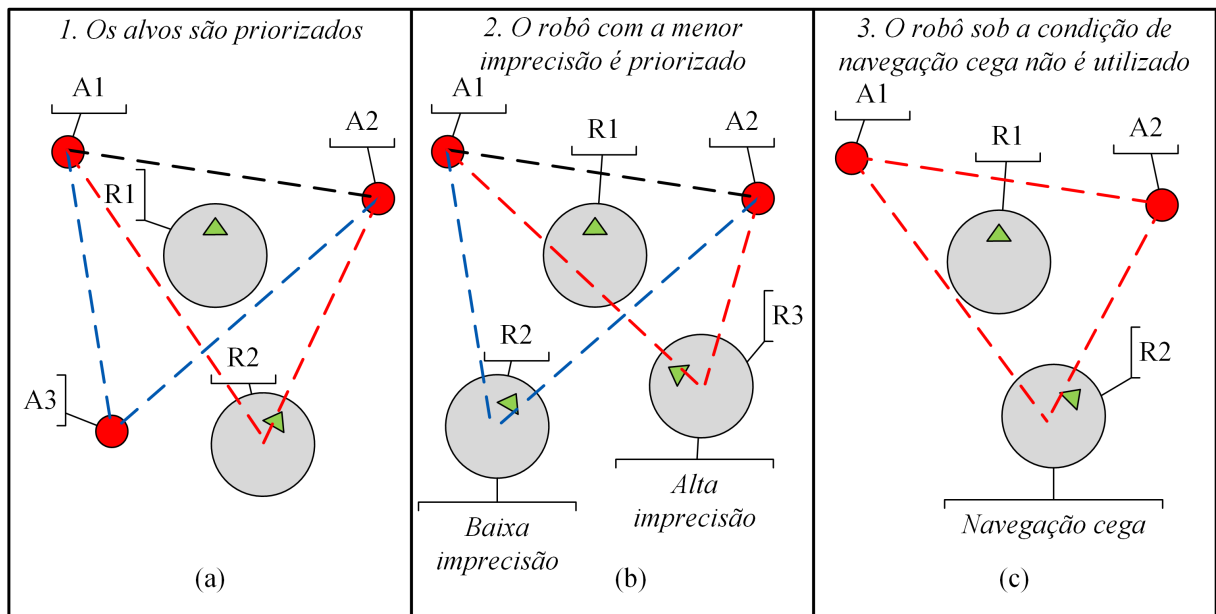 1. Os alvos são priorizados
A1
A2
R1
R2
A3
(a)
2. O robô com a menor
imprecisão é priorizado
A1
R1
A2
R3
R2
Alta
imprecisão
Baixa
imprecisão
(b)
3. O robô sob a condição de
navegação cega não é utilizado
A1
R1
A2
R2
Navegação cega
(c)